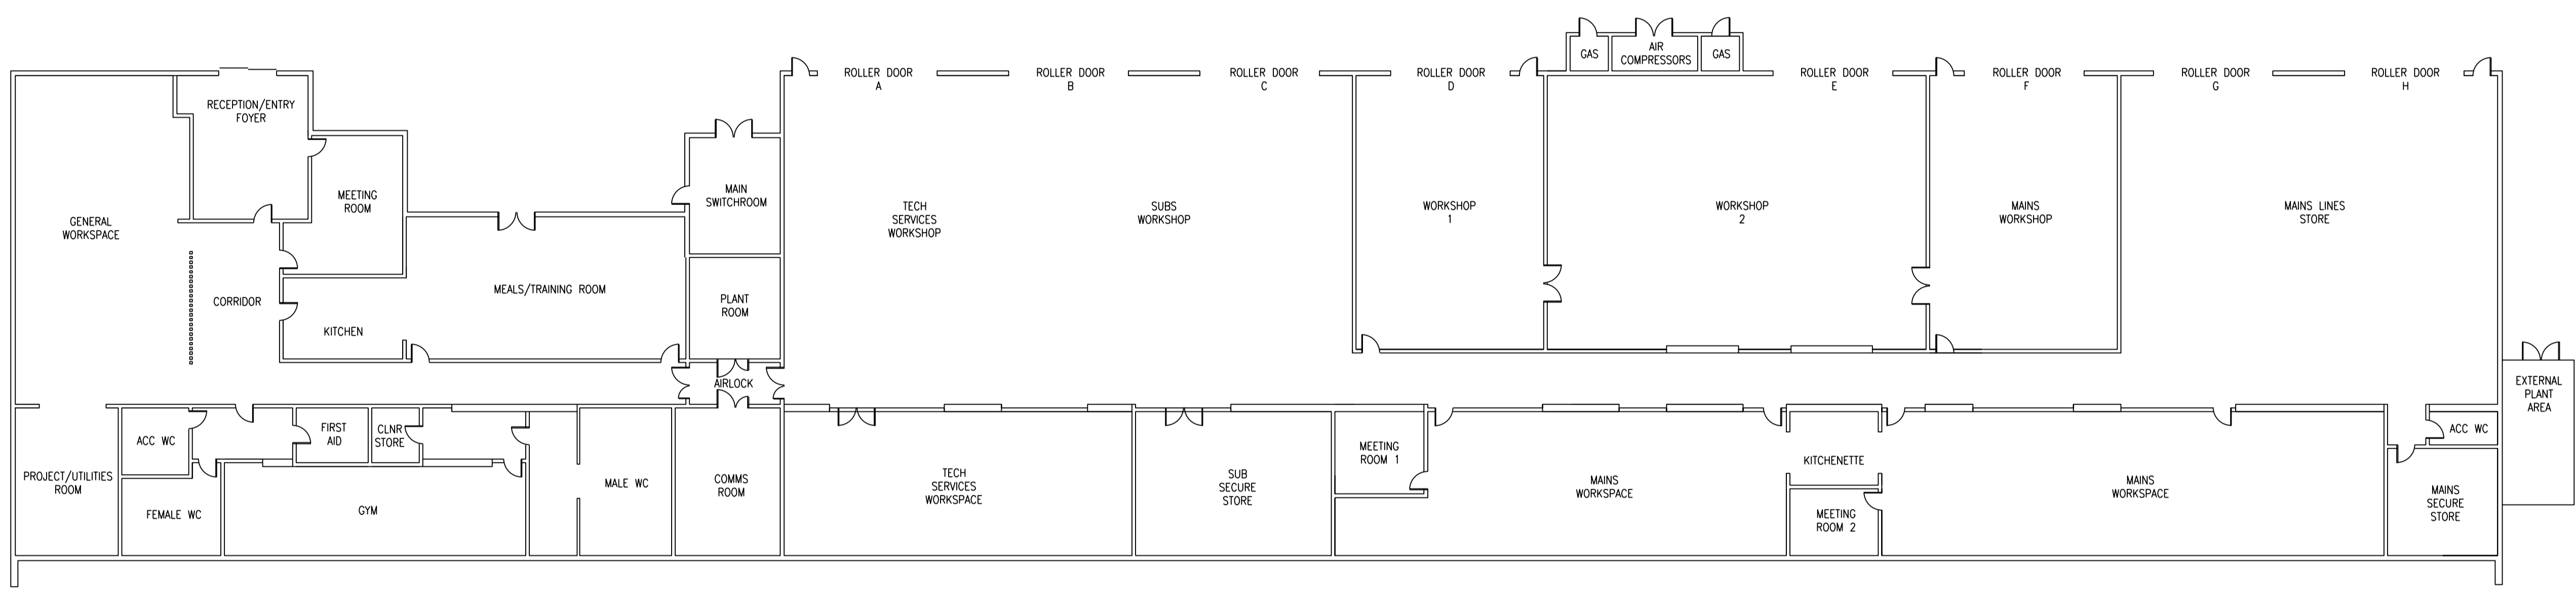 GAS
AIR
COMPRESSORS
GAS
ROLLER DOOR
A
ROLLER DOOR
B
ROLLER DOOR
C
ROLLER DOOR
D
ROLLER DOOR
E
ROLLER DOOR
F
ROLLER DOOR
G
ROLLER DOOR
H
RECEPTION/ENTRY
FOYER
MEETING
ROOM
MAIN
SWITCHROOM
GENERAL
WORKSPACE
TECH
SERVICES
WORKSHOP
SUBS
WORKSHOP
WORKSHOP
1
WORKSHOP
2
MAINS
WORKSHOP
MAINS LINES
STORE
CORRIDOR
MEALS/TRAINING ROOM
PLANT
ROOM
KITCHEN
AIRLOCK
EXTERNAL
PLANT
AREA
ACC WC
FIRST
AID
CLNR
STORE
PROJECT/UTILITIES
ROOM
FEMALE WC
GYM
MALE WC
COMMS
ROOM
TECH
SERVICES
WORKSPACE
SUB
SECURE
STORE
MEETING
ROOM 1
MAINS
WORKSPACE
KITCHENETTE
MEETING
ROOM 2
MAINS
WORKSPACE
ACC WC
MAINS
SECURE
STORE